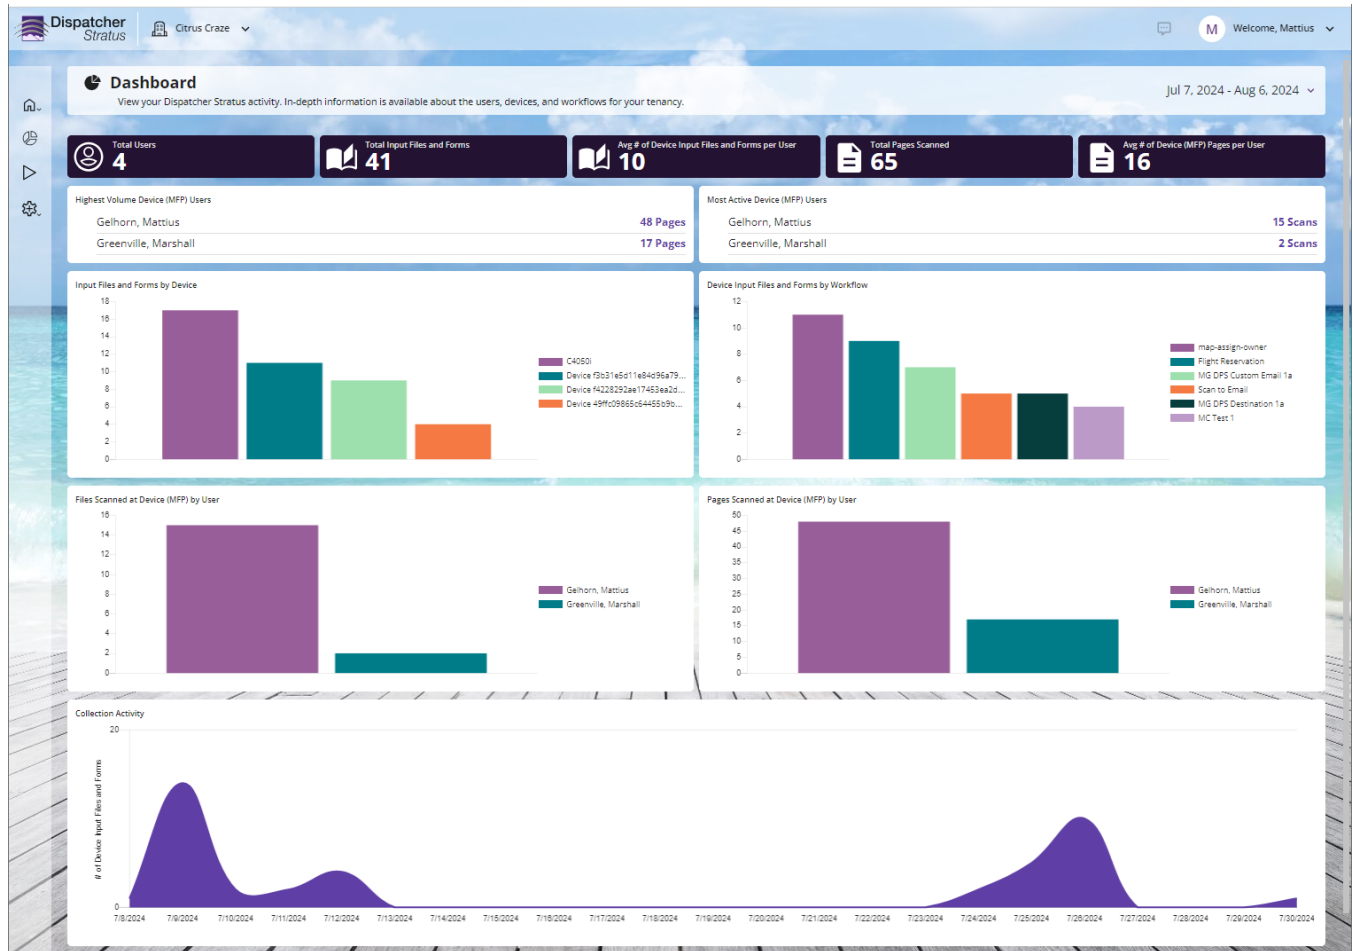 Dispatcher
Stratus
Citrus Craze
M
Welcome, Mattius
Dashboard
View your Dispatcher Stratus activity. In-depth information is available about the users, devices, and workflows for your tenancy.
Jul 7, 2024 - Aug 6, 2024
Total Users
4
Total Input Files and Forms
41
Avg # of Device Input Files and Forms per User
10
Total Pages Scanned
65
Avg # of Device (MFP) Pages per User
16
Highest Volume Device (MFP) Users
Gelhorn, Mattius 48 Pages
Greenville, Marshall 17 Pages
Most Active Device (MFP) Users
Gelhorn, Mattius 15 Scans
Greenville, Marshall 2 Scans
Input Files and Forms by Device
18
16
14
12
10
8
6
4
2
0
C4050i
Device f3b31e5d11e84d96a79...
Device f4228292ae17453ea2d...
Device 49ffc09865c64455b9b...
Device Input Files and Forms by Workflow
12
10
8
6
4
2
0
map-assign-owner
Flight Reservation
MG DPS Custom Email 1a
Scan to Email
MG DPS Destination 1a
MC Test 1
Files Scanned at Device (MFP) by User
16
14
12
10
8
6
4
2
0
Gelhorn, Mattius
Greenville, Marshall
Pages Scanned at Device (MFP) by User
50
45
40
35
30
25
20
15
10
5
0
Gelhorn, Mattius
Greenville, Marshall
Collection Activity
# of Device Input Files and Forms
20
0
7/8/2024 7/9/2024 7/10/2024 7/11/2024 7/12/2024 7/13/2024 7/14/2024 7/15/2024 7/16/2024 7/17/2024 7/18/2024 7/19/2024 7/20/2024 7/21/2024 7/22/2024 7/23/2024 7/24/2024 7/25/2024 7/26/2024 7/27/2024 7/28/2024 7/29/2024 7/30/2024